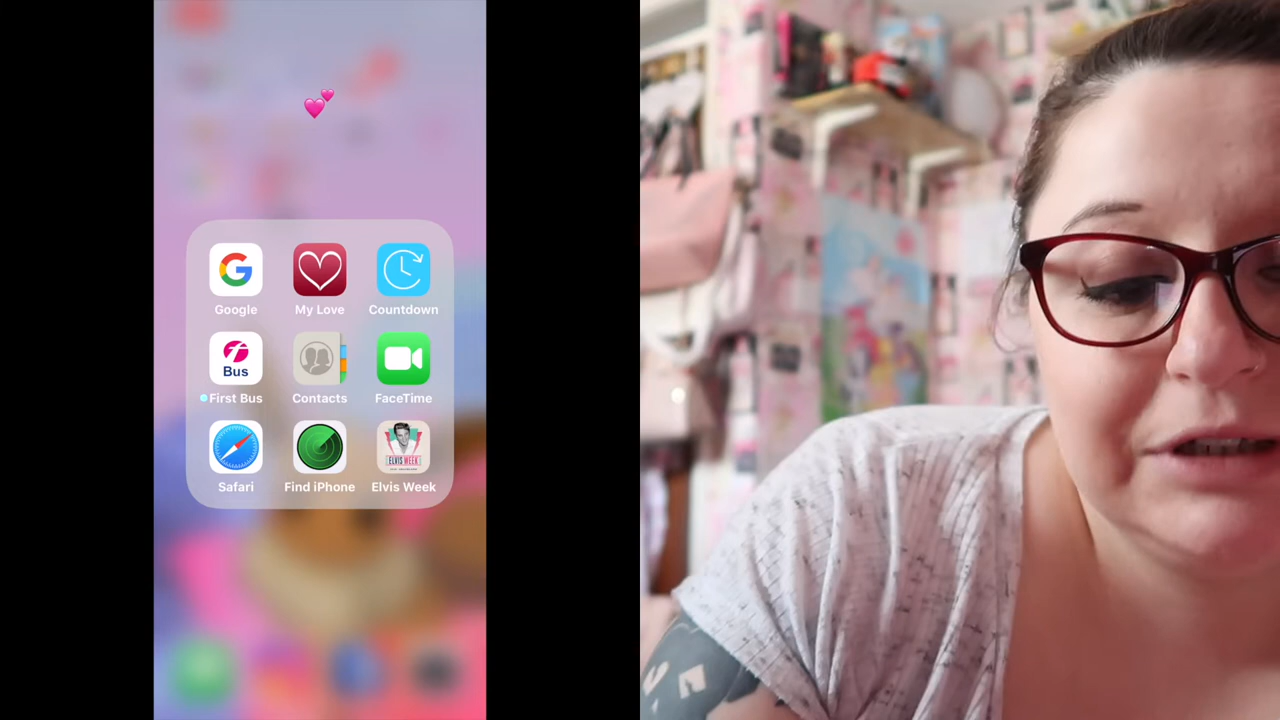 Google
My Love
Countdown
Bus
First Bus
Contacts
FaceTime
ELVIS WEEK
Safari
Find iPhone
Elvis Week